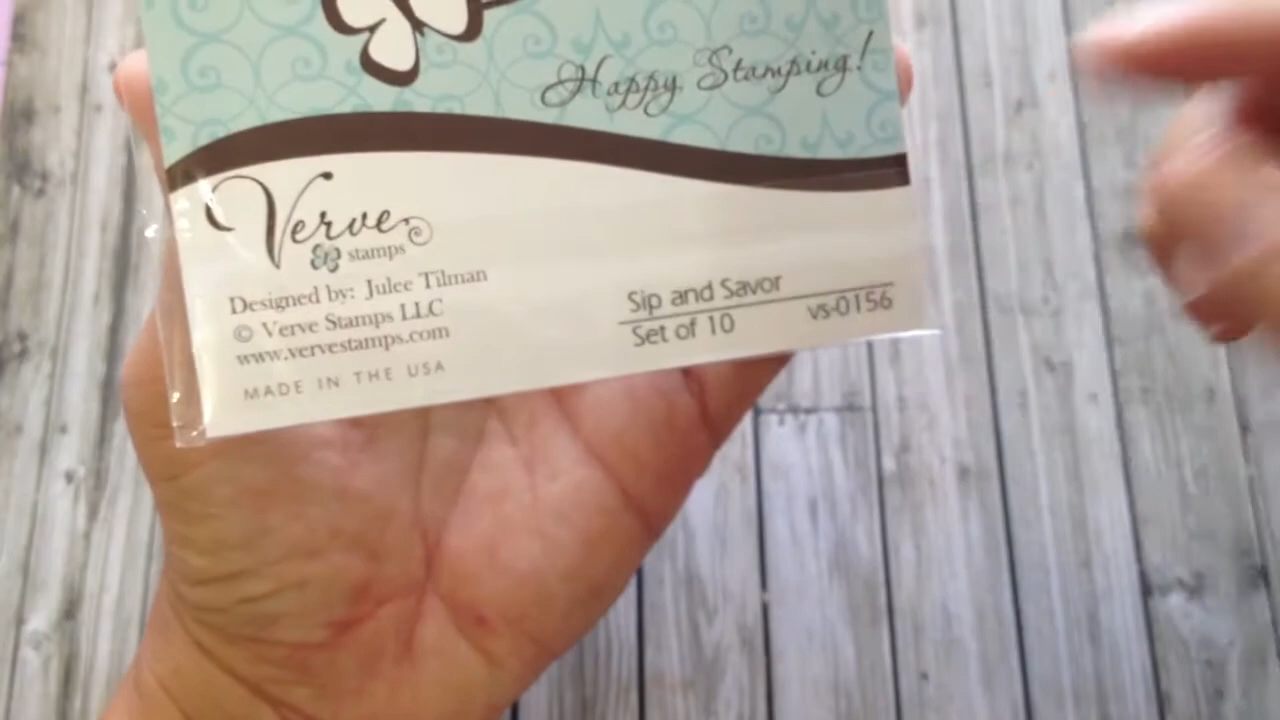 Happy Stamping!
Verve
stamps
Designed by: Julee Tilman
© Verve Stamps LLC
www.vervestamps.com
MADE IN THE USA
Sip and Savor
Set of 10 vs-0156